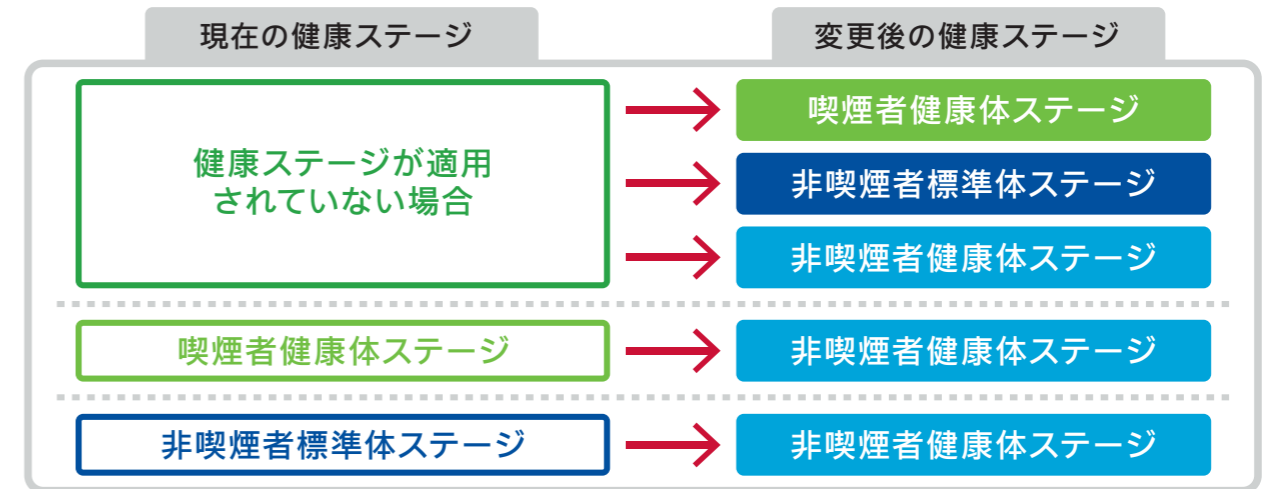 現在の健康ステージ
変更後の健康ステージ
健康ステージが適用
されていない場合
喫煙者健康体ステージ
非喫煙者標準体ステージ
非喫煙者健康体ステージ
喫煙者健康体ステージ
非喫煙者健康体ステージ
非喫煙者標準体ステージ
非喫煙者健康体ステージ